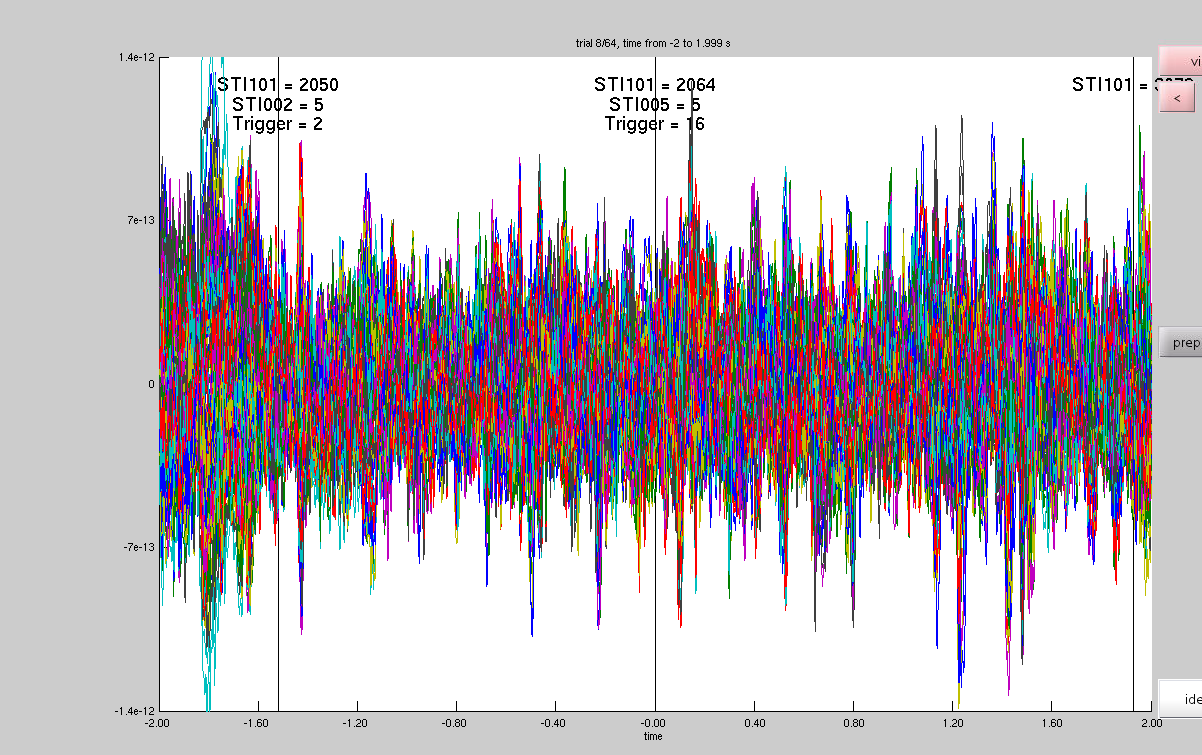 trial 8/64, time from -2 to 1.999 s
1.4e-12
7e-13
0
-7e-13
-1.4e-12
STI101 = 2050
STI002 = 5
Trigger = 2
STI101 = 2064
STI005 = 5
Trigger = 16
STI101 =
-2.00 -1.60 -1.20 -0.80 -0.40 -0.00 0.40 0.80 1.20 1.60 2.00
time
vi
<
prep
ide